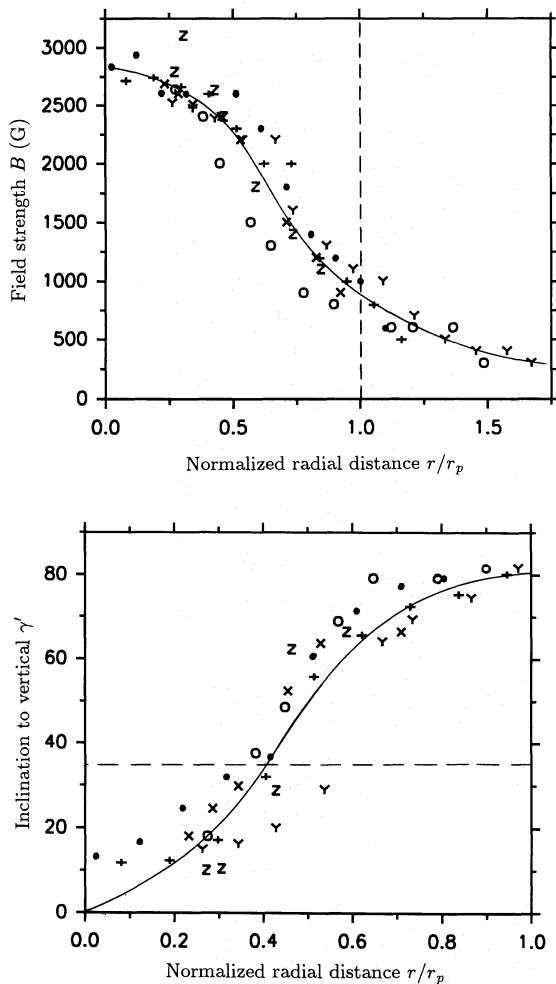 3000
2500
2000
1500
1000
500
0
Field strength B (G)
0.0 0.5 1.0 1.5
Normalized radial distance r/r_p
80
60
40
20
0
Inclination to vertical γ′
0.0 0.2 0.4 0.6 0.8 1.0
Normalized radial distance r/r_p